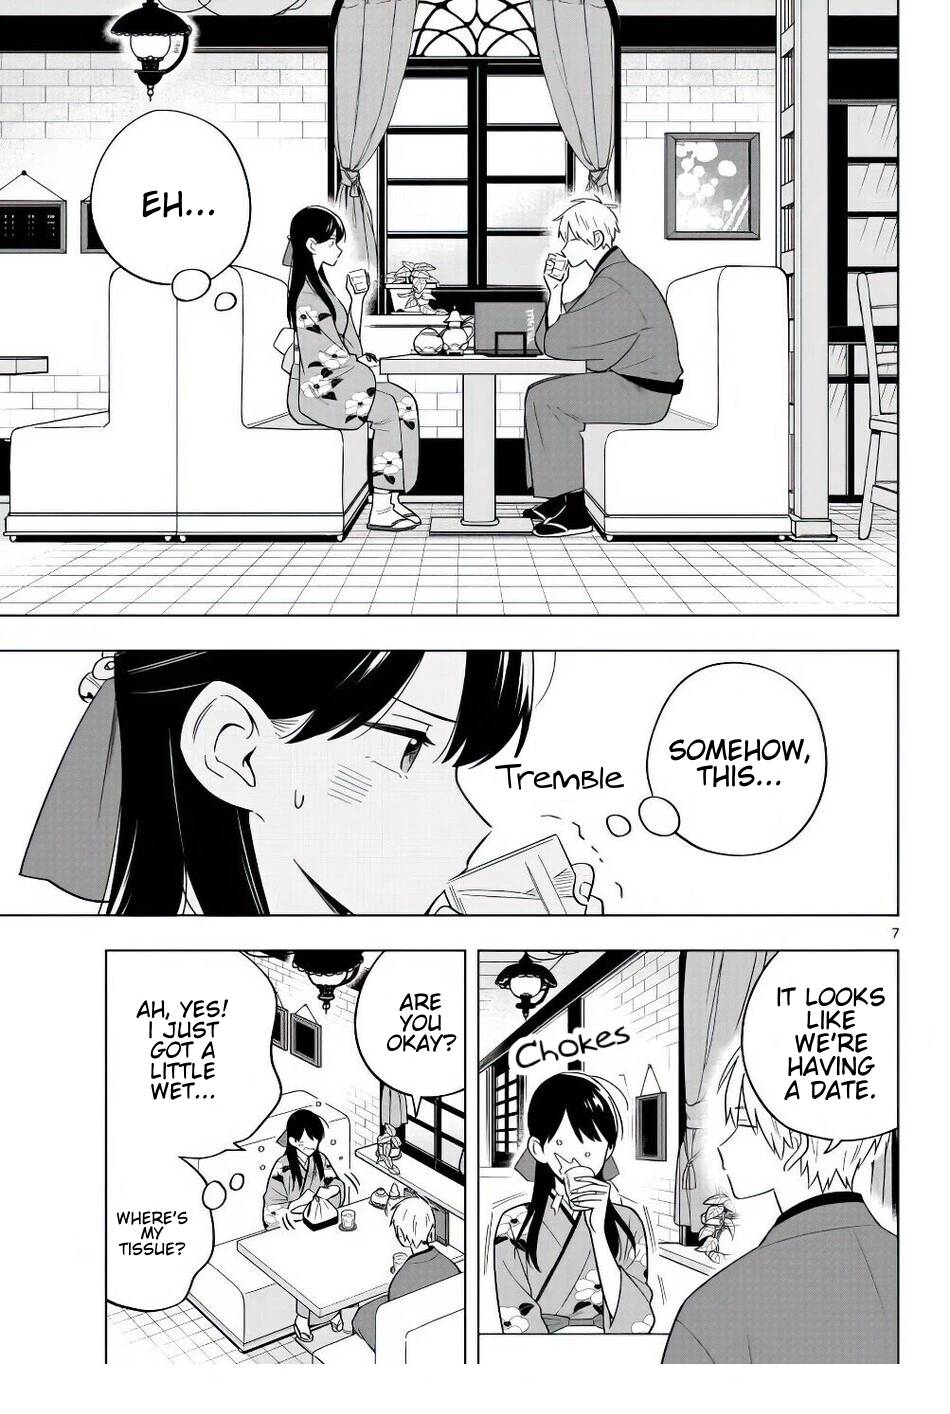 EH...
SOMEHOW,
THIS...
Tremble
7
IT LOOKS
LIKE
WE'RE
HAVING
A DATE.
Chokes
ARE
YOU
OKAY?
AH, YES!
I JUST
GOT A
LITTLE
WET...
WHERE'S
MY
TISSUE?